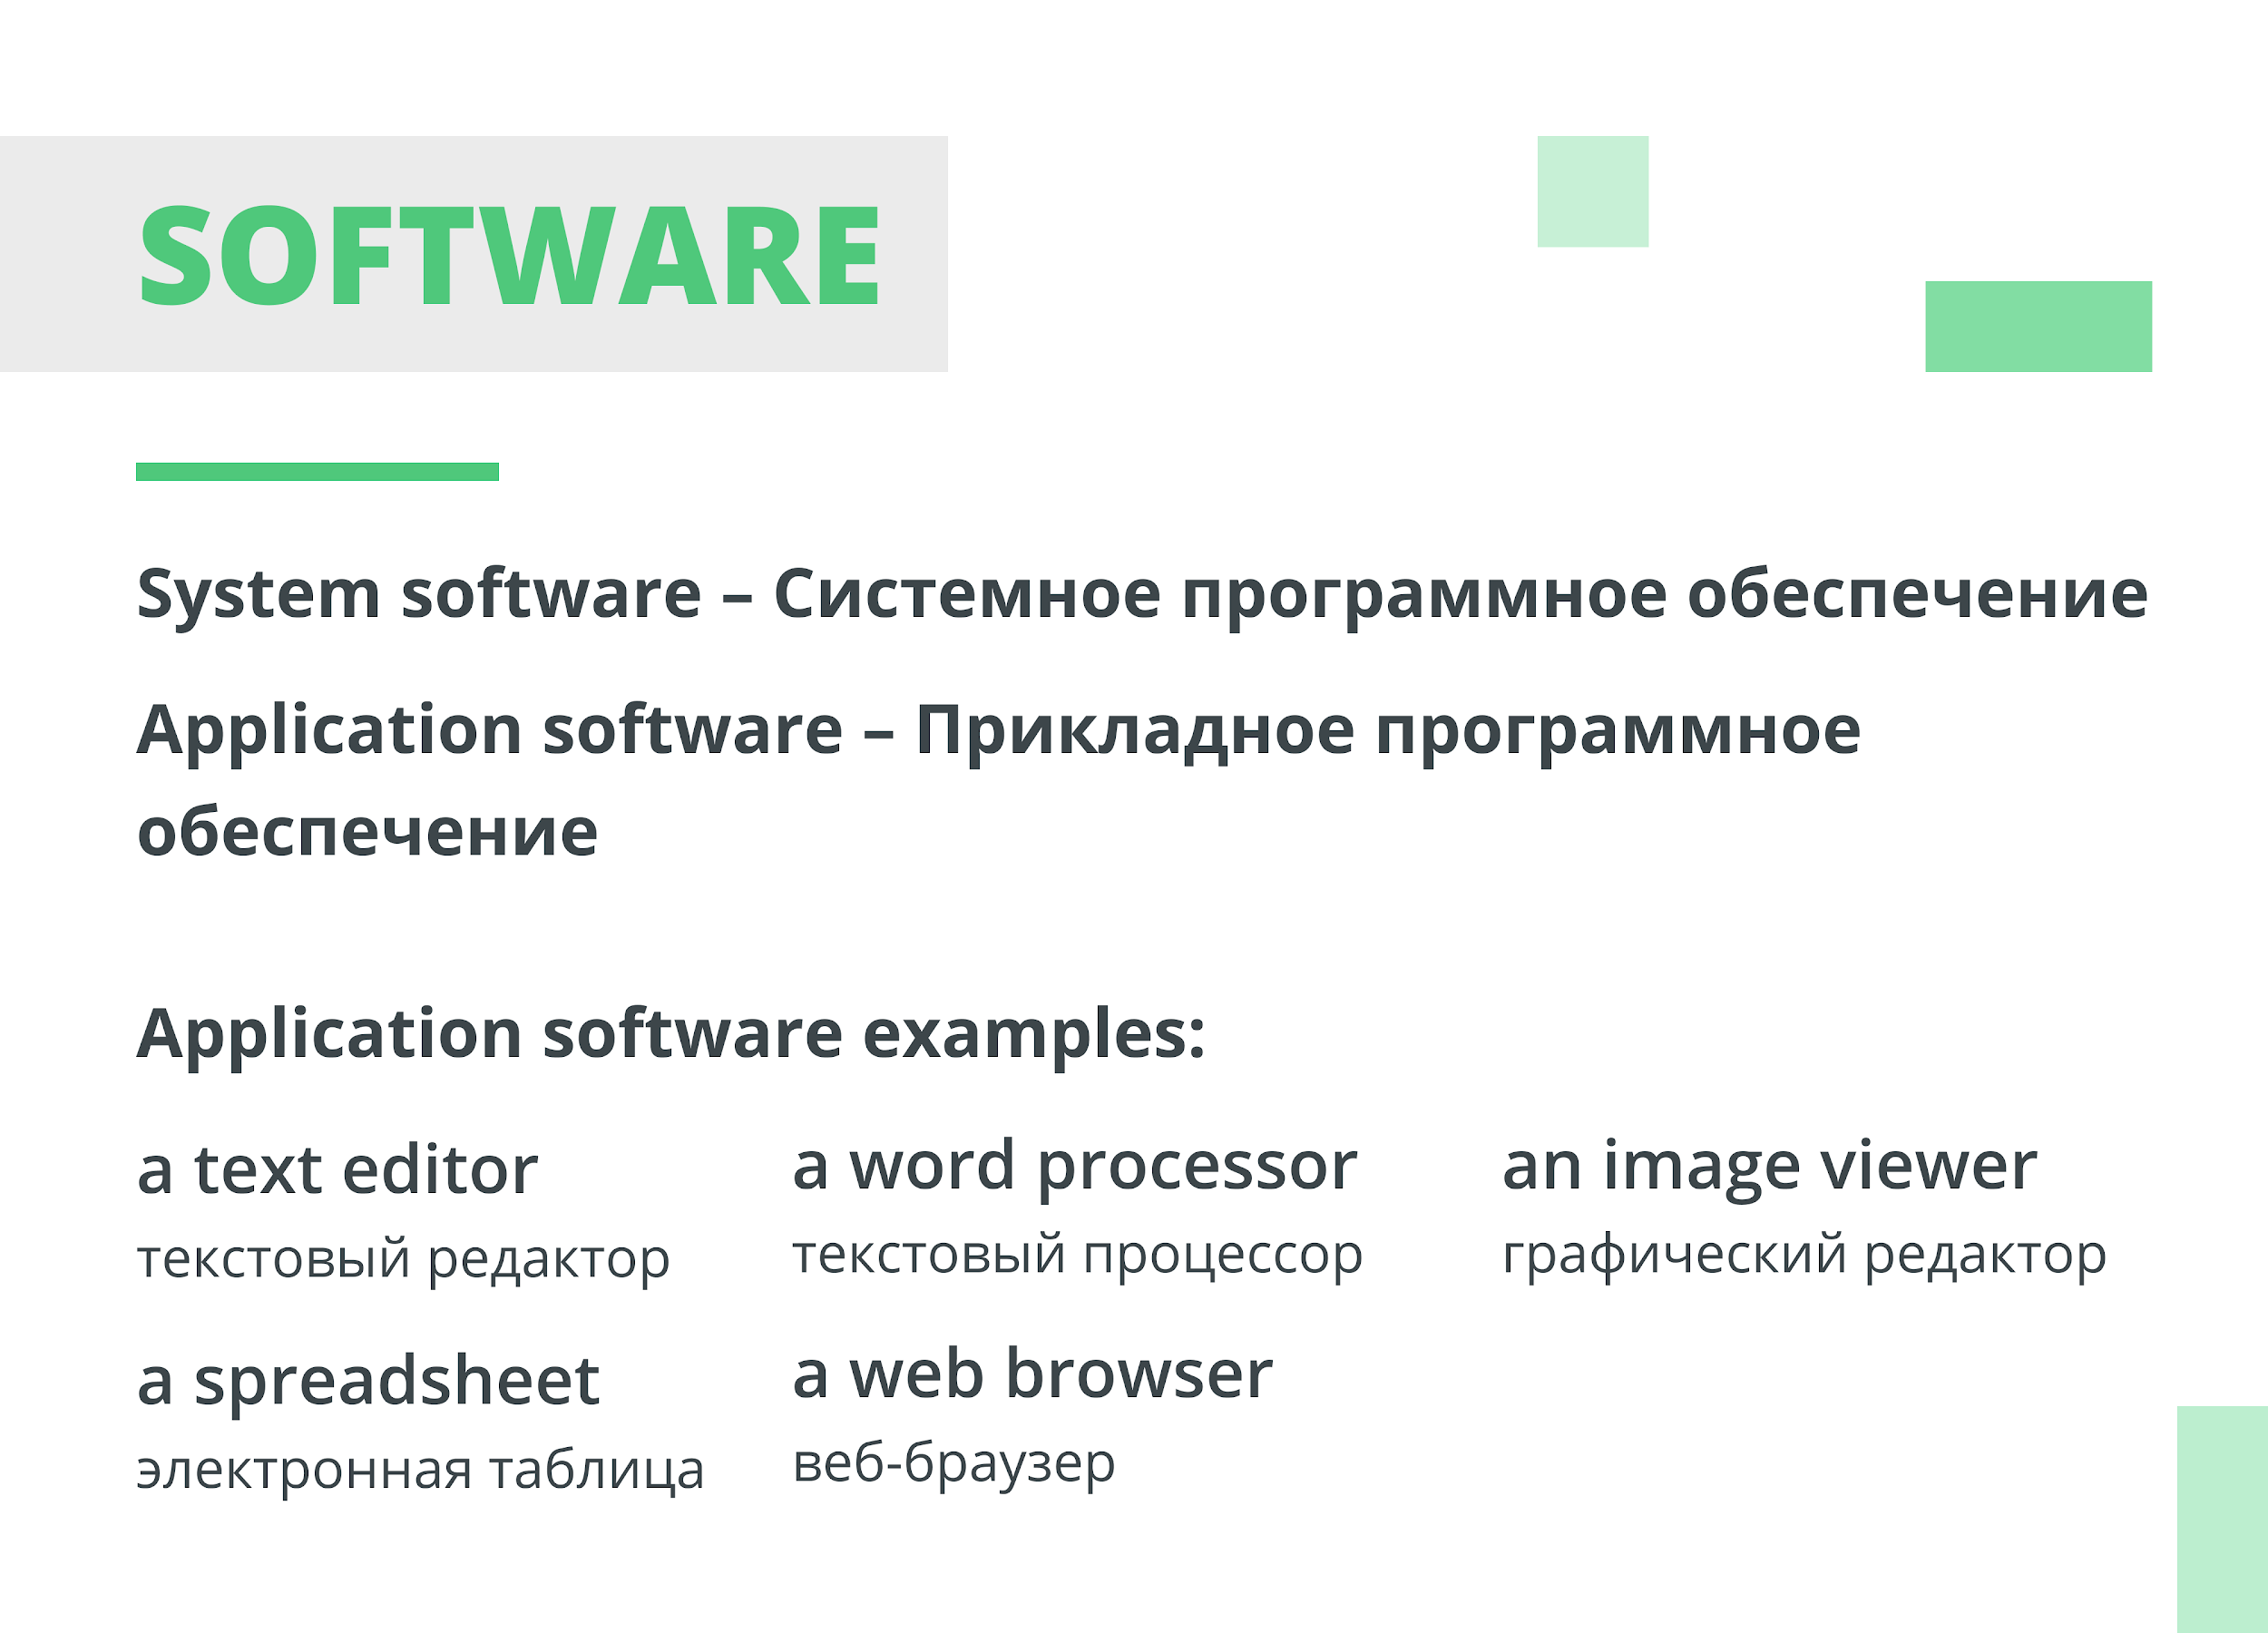 SOFTWARE
System software – Системное программное обеспечение
Application software – Прикладное программное
обеспечение
Application software examples:
a text editor
текстовый редактор
a word processor
текстовый процессор
an image viewer
графический редактор
a spreadsheet
электронная таблица
a web browser
веб-браузер